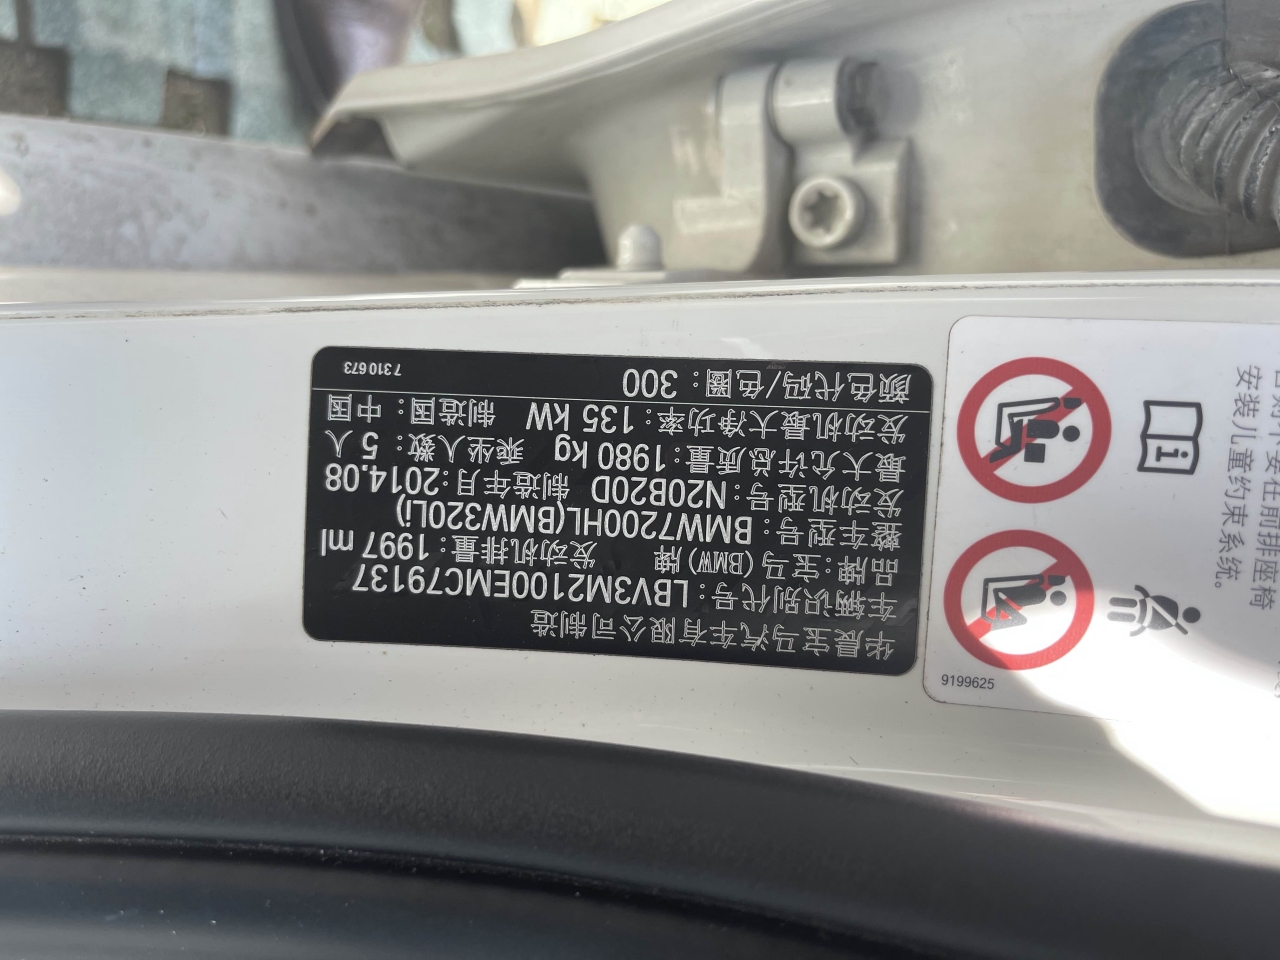 华晨宝马汽车有限公司制造
车辆识别代号：LBV3M2100EMC79137
品牌：宝马(BMW)牌 发动机排量：1997 ml
整车型号：BMW7200HL(BMW320Li)
发动机型号：N20B20D 制造年月：2014.08
最大允许总质量：1980 kg 乘坐人数：5 人
发动机最大净功率：135 kW 制造国：中国
颜色代码/色圈：300
7310673
安装儿童约束系统。
9199625